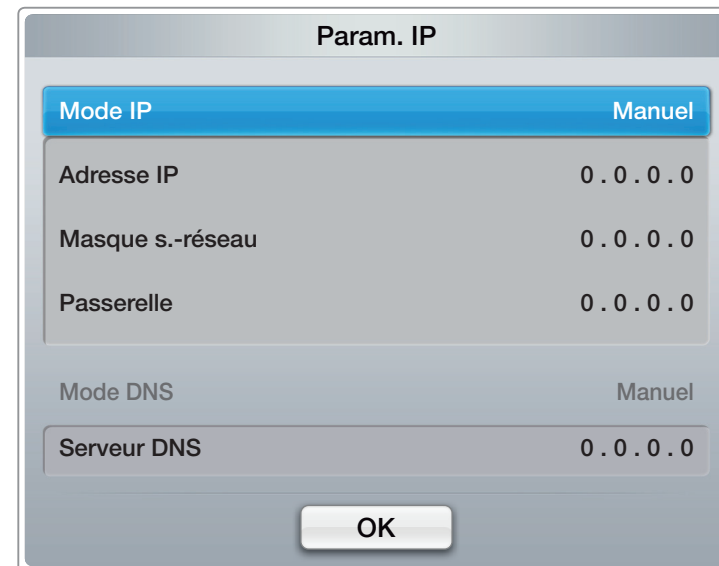 Param. IP
Mode IP Manuel
Adresse IP 0.0.0.0
Masque s.-réseau 0.0.0.0
Passerelle 0.0.0.0
Mode DNS Manuel
Serveur DNS 0.0.0.0
OK